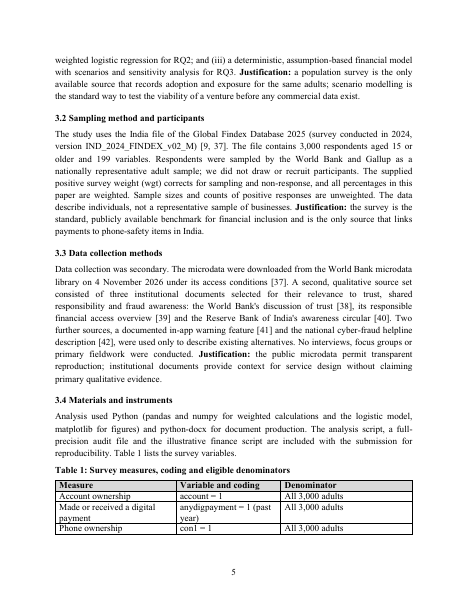 weighted logistic regression for RQ2; and (iii) a deterministic, assumption-based financial model
with scenarios and sensitivity analysis for RQ3. Justification: a population survey is the only
available source that records adoption and exposure for the same adults; scenario modelling is
the standard way to test the viability of a venture before any commercial data exist.
3.2 Sampling method and participants
The study uses the India file of the Global Findex Database 2025 (survey conducted in 2024,
version IND_2024_FINDEX_v02_M) [9, 37]. The file contains 3,000 respondents aged 15 or
older and 199 variables. Respondents were sampled by the World Bank and Gallup as a
nationally representative adult sample; we did not draw or recruit participants. The supplied
positive survey weight (wgt) corrects for sampling and non-response, and all percentages in this
paper are weighted. Sample sizes and counts of positive responses are unweighted. The data
describe individuals, not a representative sample of businesses. Justification: the survey is the
standard, publicly available benchmark for financial inclusion and is the only source that links
payments to phone-safety items in India.
3.3 Data collection methods
Data collection was secondary. The microdata were downloaded from the World Bank microdata
library on 4 November 2026 under its access conditions [37]. A second, qualitative source set
consisted of three institutional documents selected for their relevance to trust, shared
responsibility and fraud awareness: the World Bank's discussion of trust [38], its responsible
financial access overview [39] and the Reserve Bank of India's awareness circular [40]. Two
further sources, a documented in-app warning feature [41] and the national cyber-fraud helpline
description [42], were used only to describe existing alternatives. No interviews, focus groups or
primary fieldwork were conducted. Justification: the public microdata permit transparent
reproduction; institutional documents provide context for service design without claiming
primary qualitative evidence.
3.4 Materials and instruments
Analysis used Python (pandas and numpy for weighted calculations and the logistic model,
matplotlib for figures) and python-docx for document production. The analysis script, a full-
precision audit file and the illustrative finance script are included with the submission for
reproducibility. Table 1 lists the survey variables.
Table 1: Survey measures, coding and eligible denominators
Measure Variable and coding Denominator
Account ownership account = 1 All 3,000 adults
Made or received a digital anydigpayment = 1 (past All 3,000 adults
payment year)
Phone ownership con1 = 1 All 3,000 adults
5